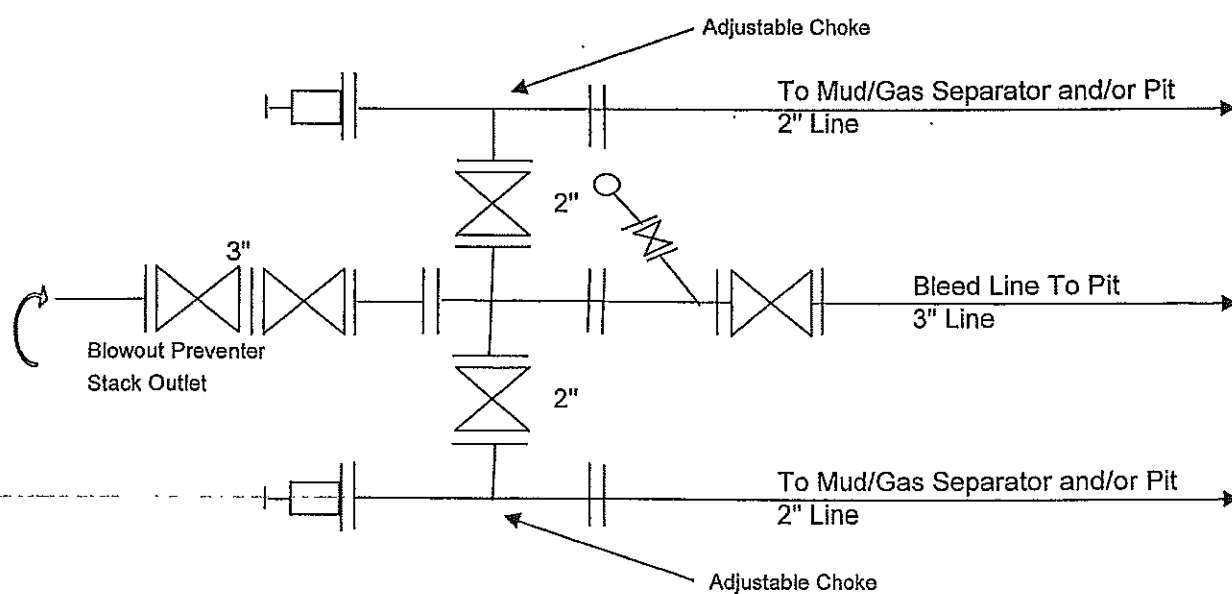 Adjustable Choke
To Mud/Gas Separator and/or Pit
2" Line
2"
3"
Bleed Line To Pit
3" Line
Blowout Preventer
Stack Outlet
2"
To Mud/Gas Separator and/or Pit
2" Line
Adjustable Choke